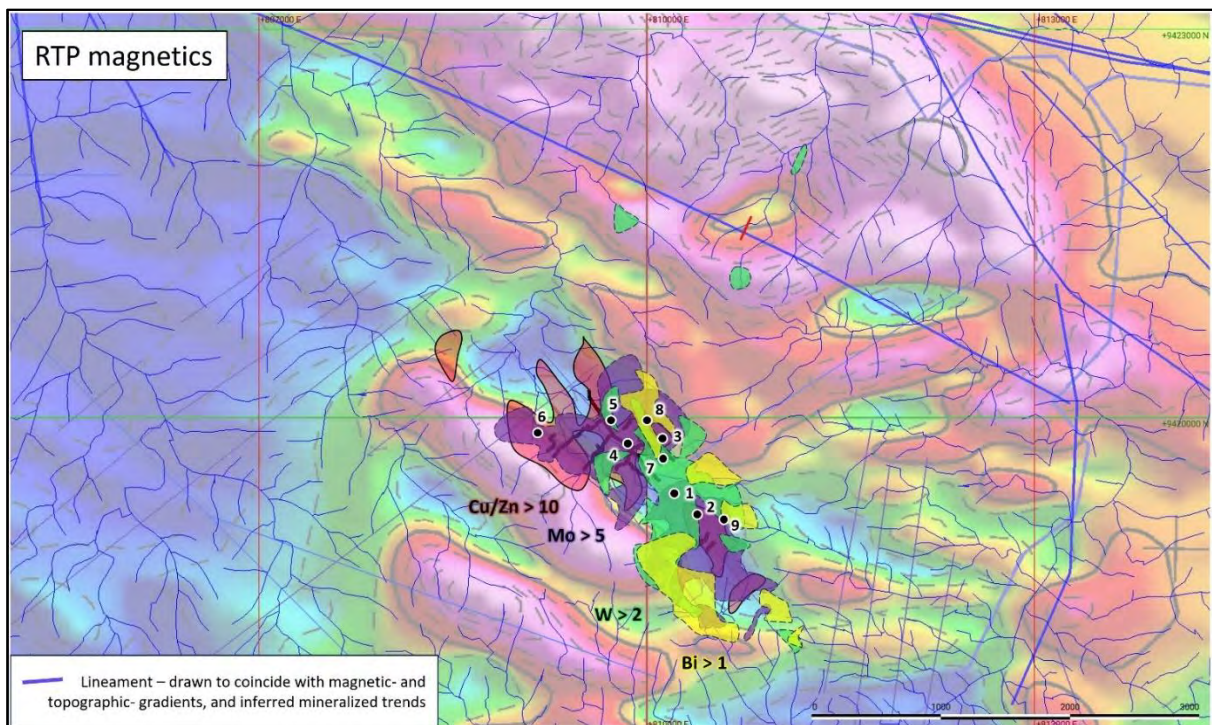 +807000 E
+810000 E
+813000 E
+9423000 N
RTP magnetics
5
8
6
3
4
7
+9420000 N
1
2
9
Cu/Zn > 10
Mo > 5
W > 2
Bi > 1
Lineament – drawn to coincide with magnetic- and
topographic- gradients, and inferred mineralized trends
0 1000 2000 3000
+810000 E